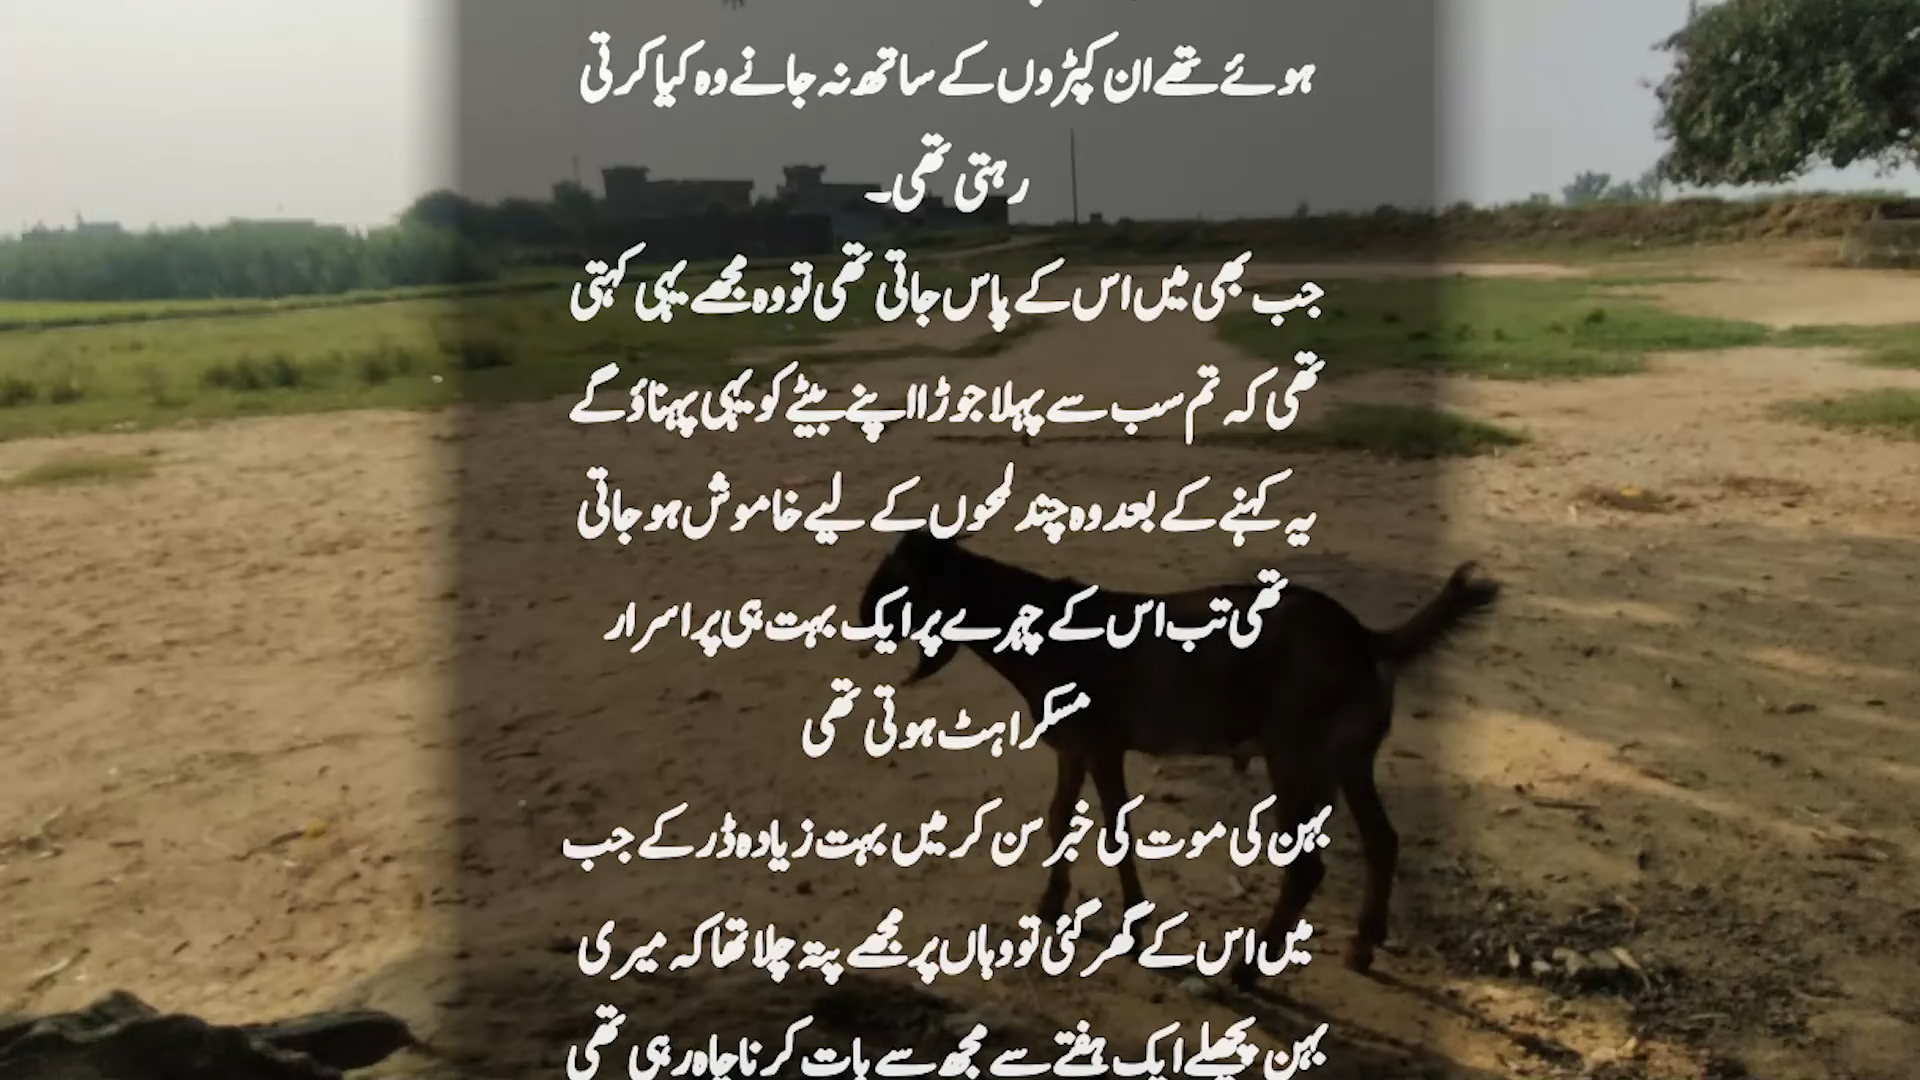 ہوئے تھے ان کپڑوں کے ساتھ نہ جانے وہ کیا کرتی
رہتی تھی۔
جب بھی میں اس کے پاس جاتی تھی تو وہ مجھے یہی کہتی
تھی کہ تم سب سے پہلا جوڑا اپنے بیٹے کو یہی پہناؤ گے
یہ کہنے کے بعد وہ چند لمحوں کے لیے خاموش ہو جاتی
تھی تب اس کے چہرے پر ایک بہت ہی پر اسرار
مسکراہٹ ہوتی تھی
بہن کی موت کی خبر سن کر میں بہت زیادہ ڈر کے جب
میں اس کے گھر گئی تو وہاں پر مجھے پتہ چلا تھا کہ میری
بہن پچھلے ایک ہفتے سے مجھ سے بات کرنا چاہ رہی تھی